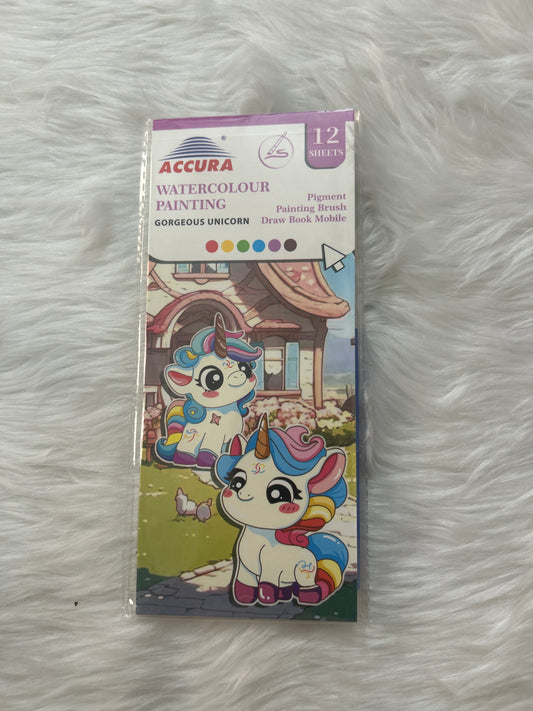 ACCURA
®
12
SHEETS
WATERCOLOUR
PAINTING
GORGEOUS UNICORN
Pigment
Painting Brush
Draw Book Mobile